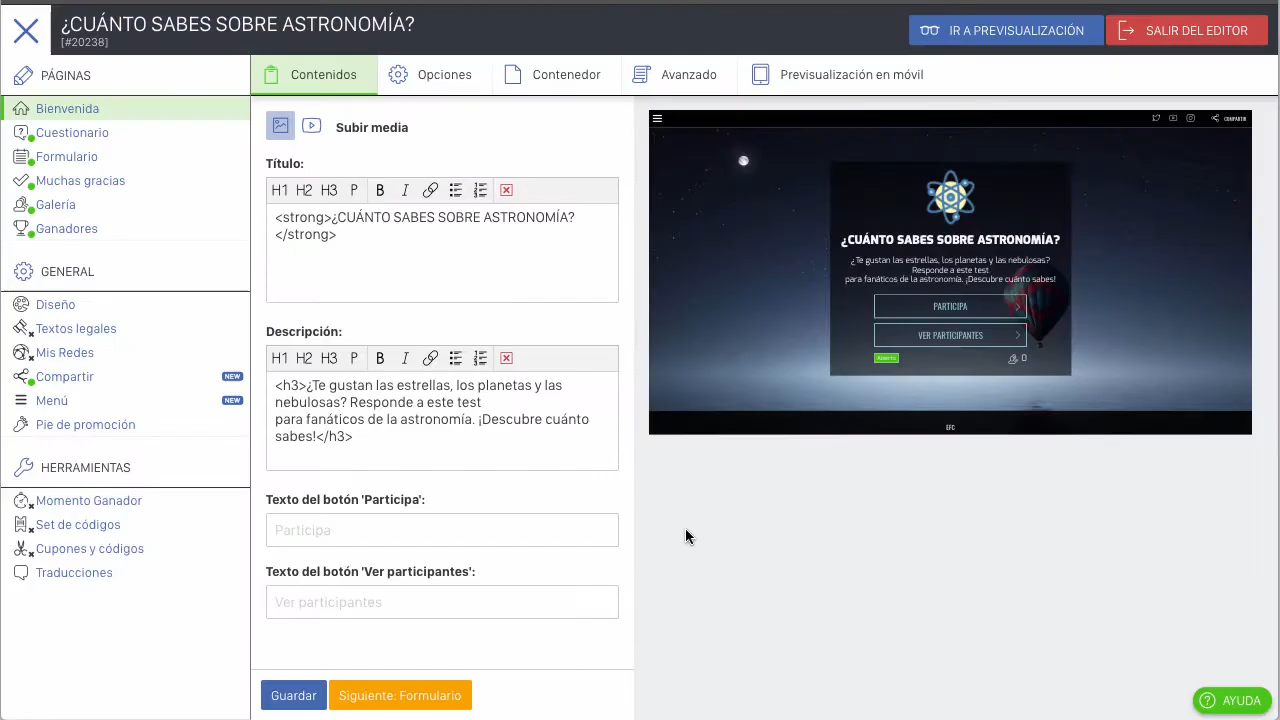 ¿CUÁNTO SABES SOBRE ASTRONOMÍA?
[#20238]
IR A PREVISUALIZACIÓN
SALIR DEL EDITOR
PÁGINAS
Bienvenida
Cuestionario
Formulario
Muchas gracias
Galería
Ganadores
GENERAL
Diseño
Textos legales
Mis Redes
Compartir NEW
Menú NEW
Pie de promoción
HERRAMIENTAS
Momento Ganador
Set de códigos
Cupones y códigos
Traducciones
Contenidos
Opciones
Contenedor
Avanzado
Previsualización en móvil
Subir media
Título:
H1 H2 H3 P B I
<strong>¿CUÁNTO SABES SOBRE ASTRONOMÍA?
</strong>
Descripción:
H1 H2 H3 P B I
<h3>¿Te gustan las estrellas, los planetas y las
nebulosas? Responde a este test
para fanáticos de la astronomía. ¡Descubre cuánto
sabes!</h3>
Texto del botón 'Participa':
Participa
Texto del botón 'Ver participantes':
Ver participantes
Guardar
Siguiente: Formulario
COMPARTIR
¿CUÁNTO SABES SOBRE ASTRONOMÍA?
¿Te gustan las estrellas, los planetas y las nebulosas?
Responde a este test
para fanáticos de la astronomía. ¡Descubre cuánto sabes!
PARTICIPA
VER PARTICIPANTES
Abierto
0
EFC
AYUDA